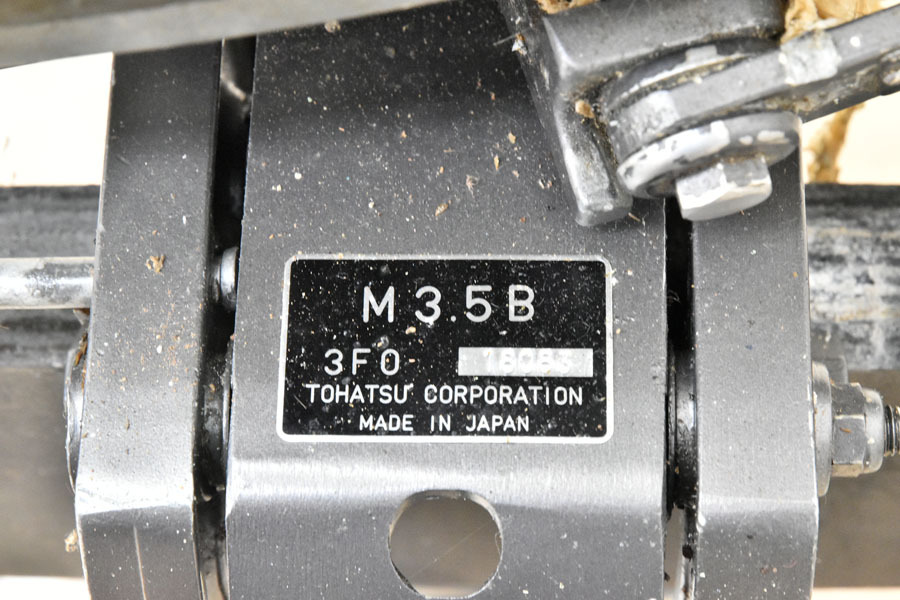 M3.5B
3F0-
TOHATSU CORPORATION
MADE IN JAPAN